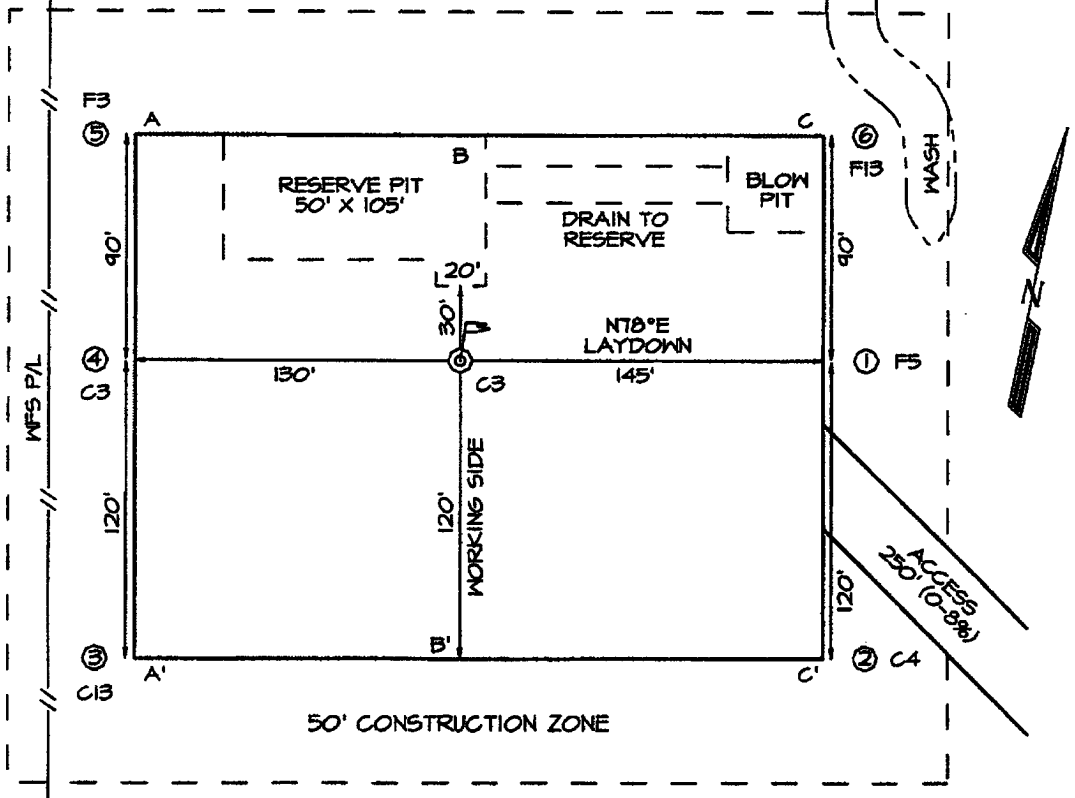 F3
⑤
A
C
⑥
F13
WASH
B
RESERVE PIT
50' X 105'
BLOW
PIT
DRAIN TO
RESERVE
90'
90'
20'
30'
N
N78°E
LAYDOWN
④
C3
130'
C3
145'
① F5
WFS P/L
120'
120'
WORKING SIDE
120'
ACCESS
250' (0-8%)
③
C13
A'
B'
C'
② C4
50' CONSTRUCTION ZONE